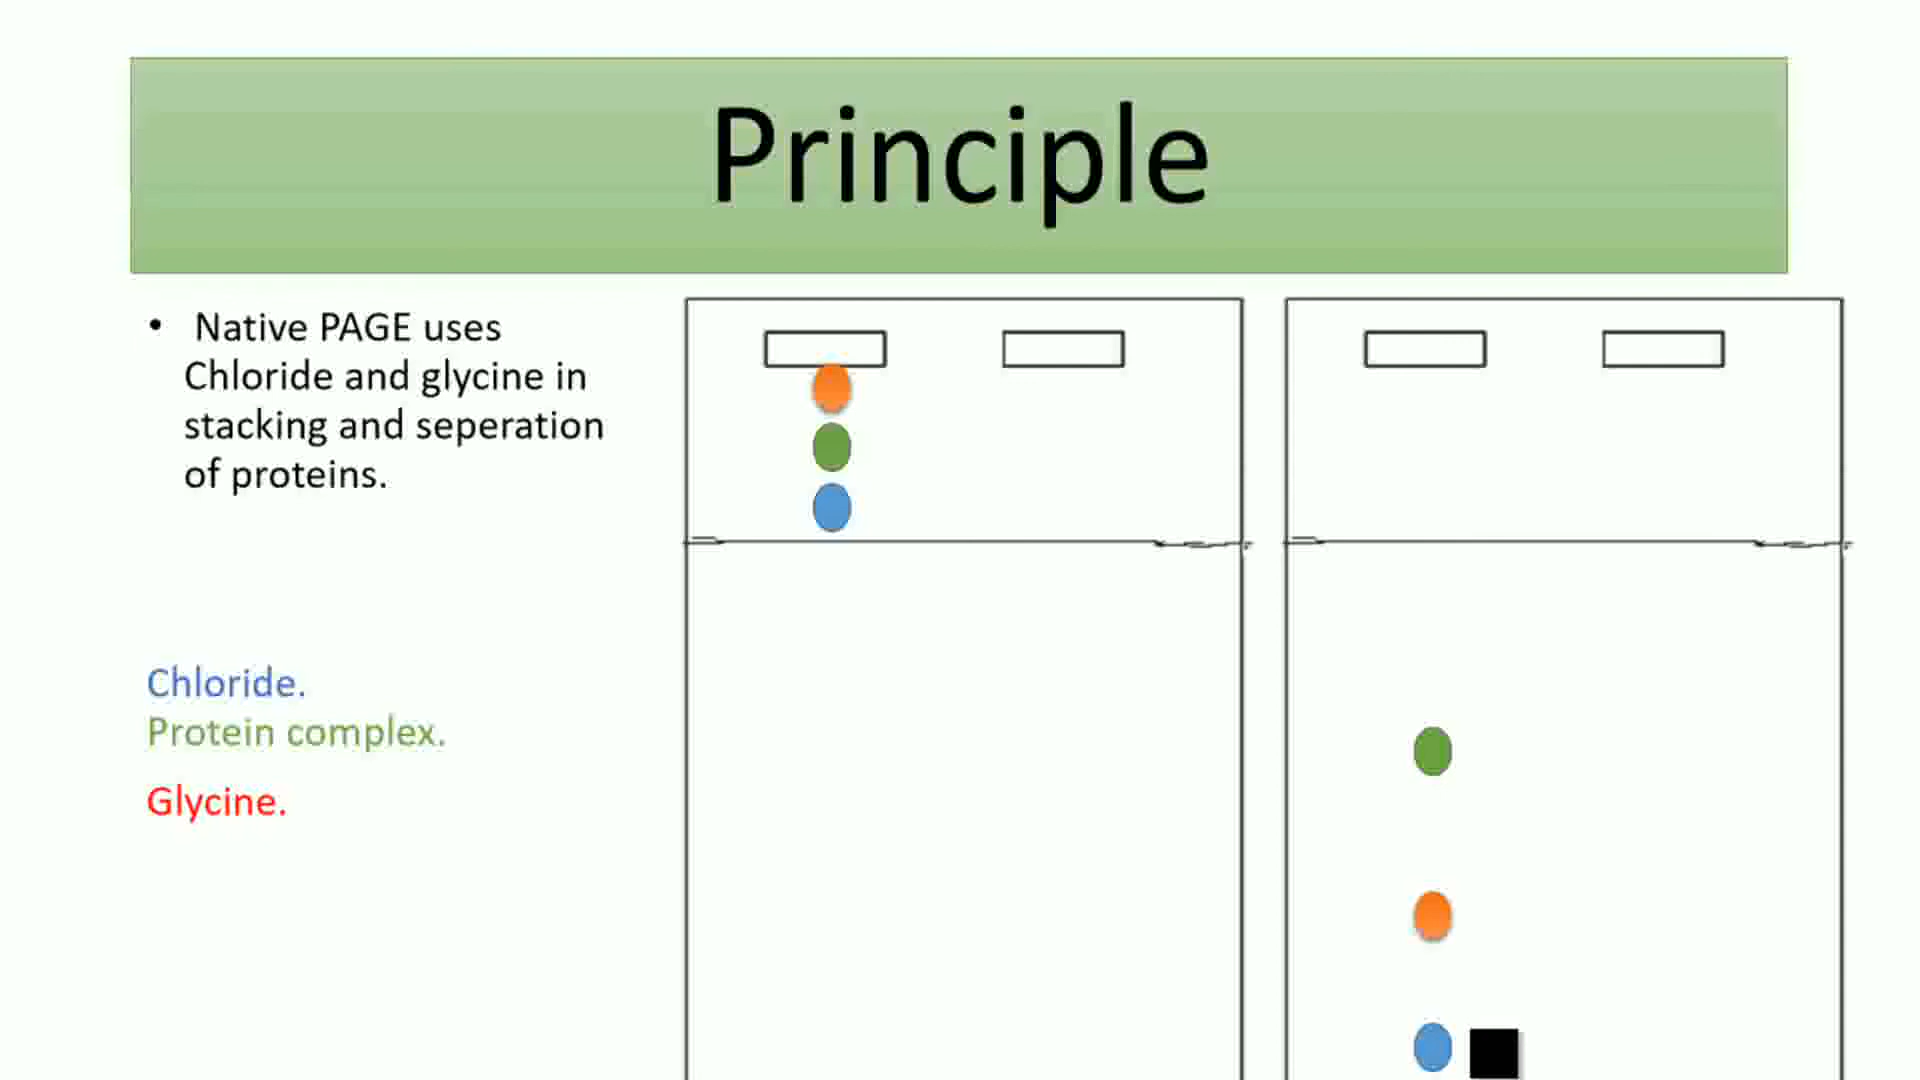 Principle
• Native PAGE uses
Chloride and glycine in
stacking and seperation
of proteins.
Chloride.
Protein complex.
Glycine.